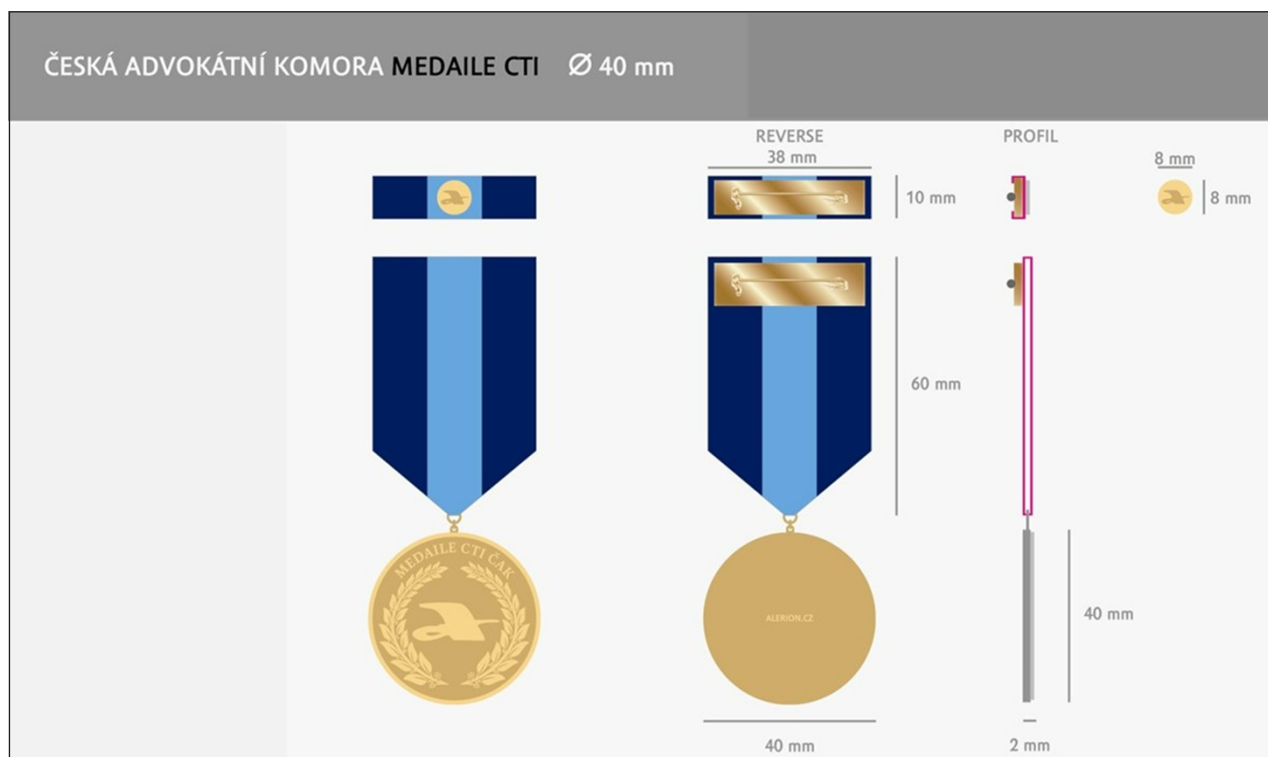 ČESKÁ ADVOKÁTNÍ KOMORA MEDAILE CTI Ø 40 mm
REVERSE
38 mm
PROFIL
8 mm
10 mm
8 mm
60 mm
MEDAILE CTI ČAK
ALERION.CZ
40 mm
40 mm
2 mm